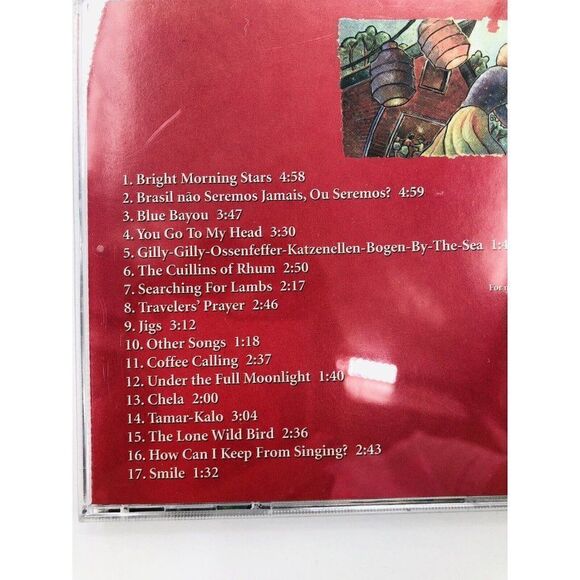 1. Bright Morning Stars 4:58
2. Brasil não Seremos Jamais, Ou Seremos? 4:59
3. Blue Bayou 3:47
4. You Go To My Head 3:30
5. Gilly-Gilly-Ossenfeffer-Katzenellen-Bogen-By-The-Sea 1:4
6. The Cuillins of Rhum 2:50
7. Searching For Lambs 2:17
For
8. Travelers' Prayer 2:46
9. Jigs 3:12
10. Other Songs 1:18
11. Coffee Calling 2:37
12. Under the Full Moonlight 1:40
13. Chela 2:00
14. Tamar-Kalo 3:04
15. The Lone Wild Bird 2:36
16. How Can I Keep From Singing? 2:43
17. Smile 1:32